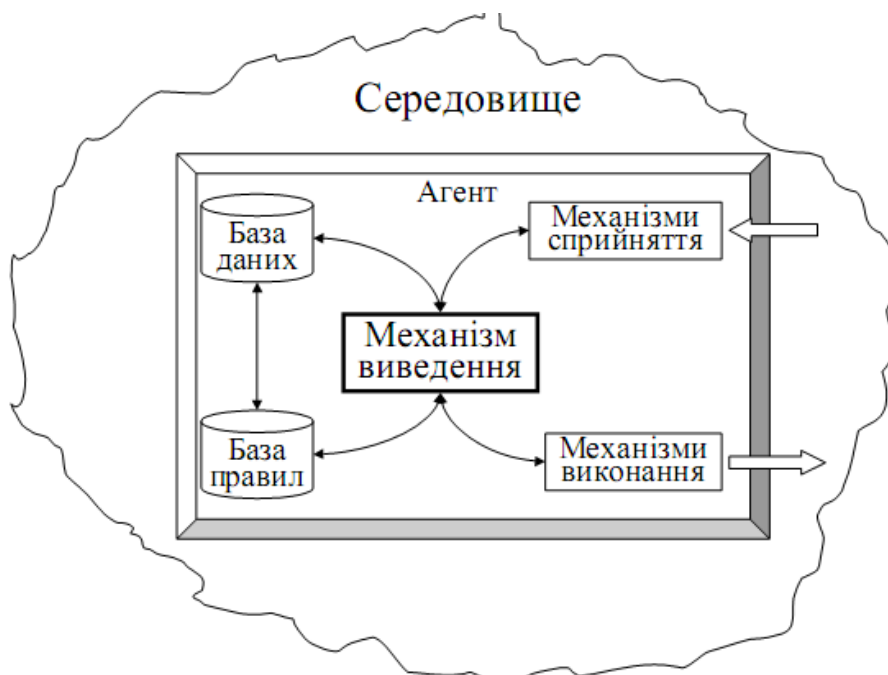 Середовище
Агент
База
даних
Механізми
сприйняття
Механізм
виведення
База
правил
Механізми
виконання